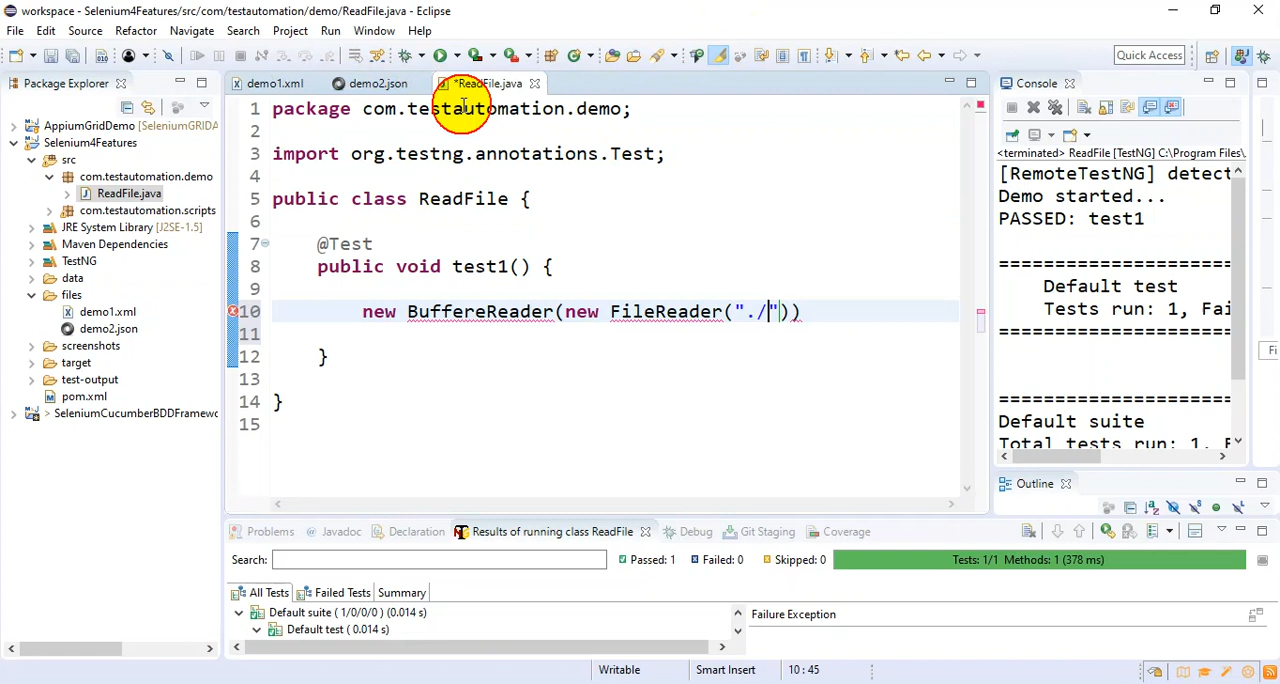 workspace - Selenium4Features/src/com/testautomation/demo/ReadFile.java - Eclipse
File Edit Source Refactor Navigate Search Project Run Window Help
Quick Access
Package Explorer
demo1.xml
demo2.json
*ReadFile.java
Console
AppiumGridDemo [SeleniumGRIDA
Selenium4Features
src
com.testautomation.demo
ReadFile.java
com.testautomation.scripts
JRE System Library [J2SE-1.5]
Maven Dependencies
TestNG
data
files
demo1.xml
demo2.json
screenshots
target
test-output
pom.xml
> SeleniumCucumberBDDFramew
1 package com.testautomation.demo;
2
3 import org.testng.annotations.Test;
4
5 public class ReadFile {
6
7 @Test
8 public void test1() {
9
10 new BuffereReader(new FileReader("./"))
11
12 }
13
14 }
15
<terminated> ReadFile [TestNG] C:\Program Files\
[RemoteTestNG] detect
Demo started...
PASSED: test1
===================
Default test
Tests run: 1, Fai
===================
===================
Default suite
Total tests run: 1, F
Fi
Outline
Problems
Javadoc
Declaration
Results of running class ReadFile
Debug
Git Staging
Coverage
Search:
Passed: 1
Failed: 0
Skipped: 0
Tests: 1/1 Methods: 1 (378 ms)
All Tests
Failed Tests
Summary
Failure Exception
Default suite ( 1/0/0/0 ) (0.014 s)
Default test ( 0.014 s)
Writable
Smart Insert
10 : 45